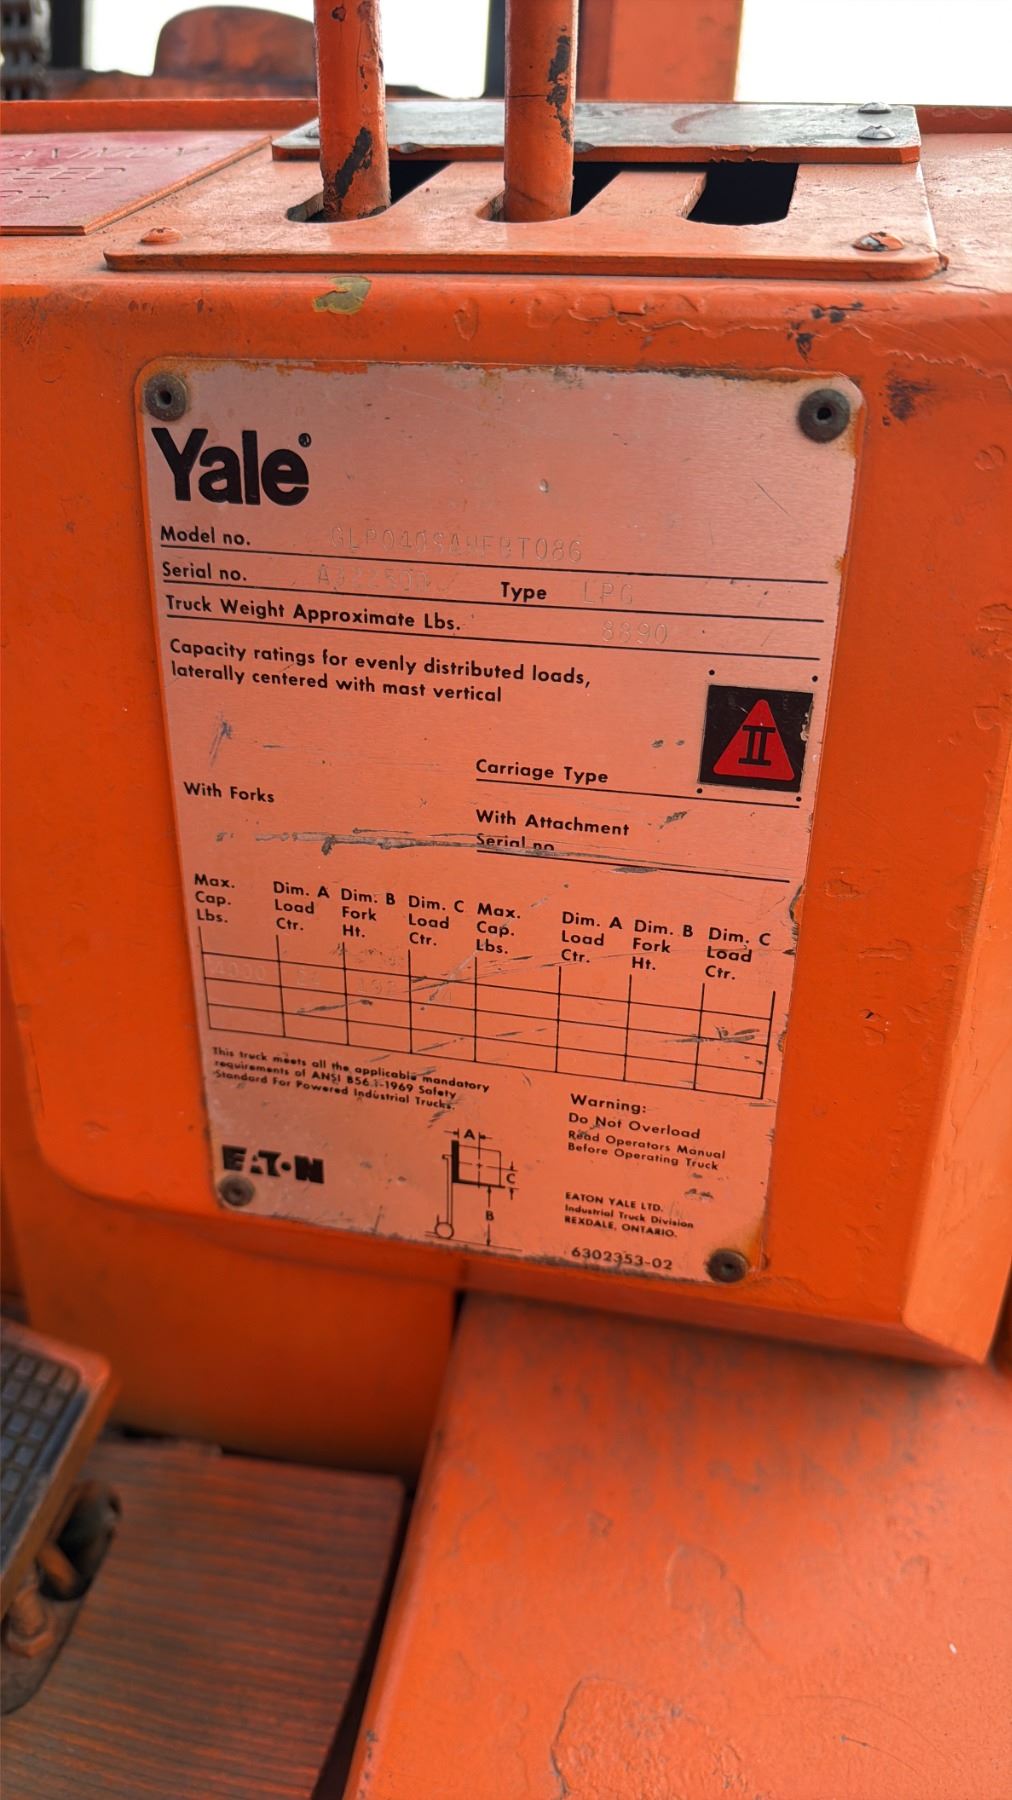 Yale®
Model no. GLP040SAUFBT086
Serial no. Type LPG
Truck Weight Approximate Lbs. 8890
Capacity ratings for evenly distributed loads,
laterally centered with mast vertical
II
Carriage Type
With Forks
With Attachment
Serial no
Max. Cap. Lbs. Dim. A Load Ctr. Dim. B Fork Ht. Dim. C Load Ctr. Max. Cap. Lbs. Dim. A Load Ctr. Dim. B Fork Ht. Dim. C Load Ctr.
4000 24
This truck meets all the applicable mandatory
requirements of ANSI B56.1-1969 Safety
Standard For Powered Industrial Trucks.
EATON
A
C
B
Warning:
Do Not Overload
Read Operators Manual
Before Operating Truck
EATON YALE LTD.
Industrial Truck Division
REXDALE, ONTARIO.
6302353-02